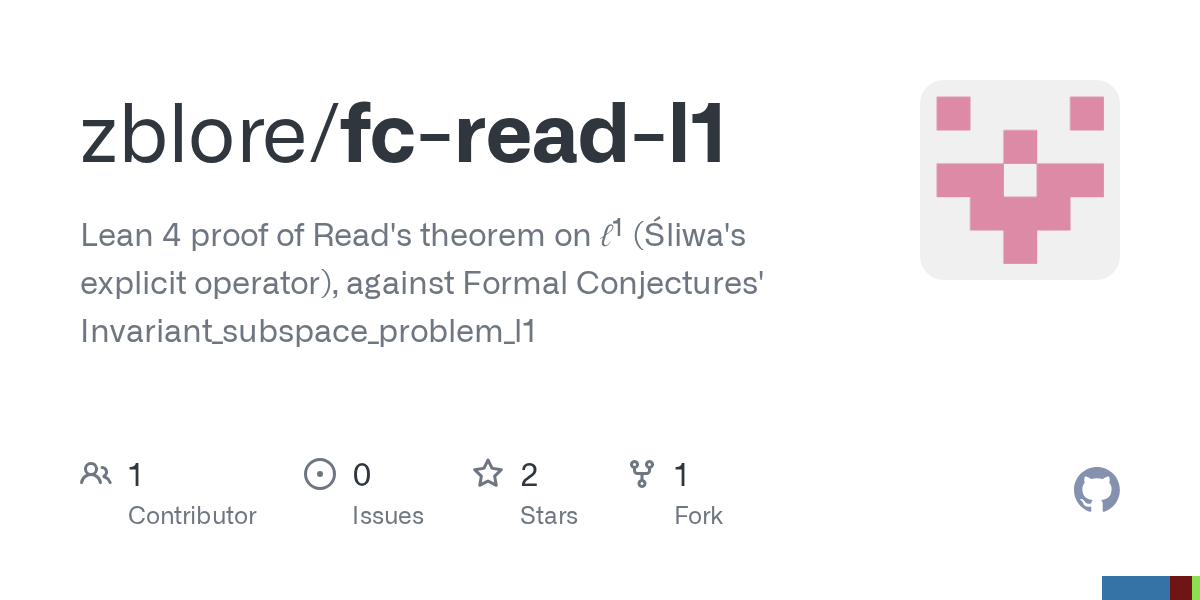 zblore/fc-read-l1
Lean 4 proof of Read's theorem on ℓ¹ (Śliwa's
explicit operator), against Formal Conjectures'
Invariant_subspace_problem_l1
1
Contributor
0
Issues
2
Stars
1
Fork